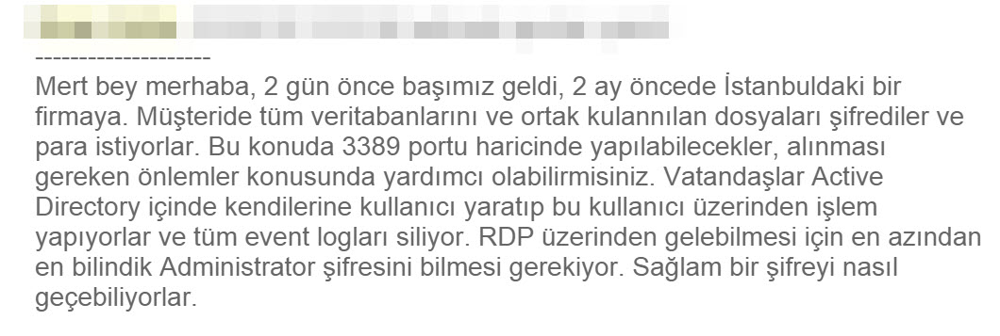 --------------------
Mert bey merhaba, 2 gün önce başımız geldi, 2 ay öncede İstanbuldaki bir
firmaya. Müşteride tüm veritabanlarını ve ortak kulannılan dosyaları şifrediler ve
para istiyorlar. Bu konuda 3389 portu haricinde yapılabilecekler, alınması
gereken önlemler konusunda yardımcı olabilirmisiniz. Vatandaşlar Active
Directory içinde kendilerine kullanıcı yaratıp bu kullanıcı üzerinden işlem
yapıyorlar ve tüm event logları siliyor. RDP üzerinden gelebilmesi için en azından
en bilindik Administrator şifresini bilmesi gerekiyor. Sağlam bir şifreyi nasıl
geçebiliyorlar.